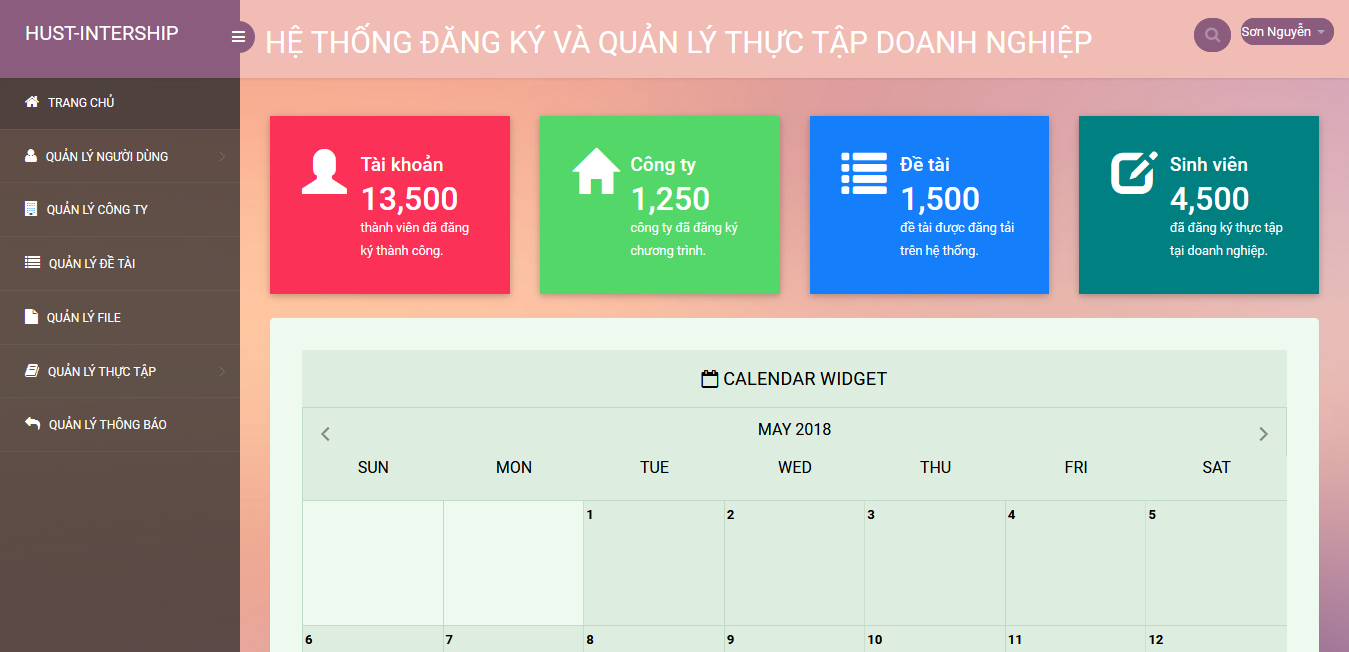 HUST-INTERSHIP
HỆ THỐNG ĐĂNG KÝ VÀ QUẢN LÝ THỰC TẬP DOANH NGHIỆP
Sơn Nguyễn
TRANG CHỦ
QUẢN LÝ NGƯỜI DÙNG
QUẢN LÝ CÔNG TY
QUẢN LÝ ĐỀ TÀI
QUẢN LÝ FILE
QUẢN LÝ THỰC TẬP
QUẢN LÝ THÔNG BÁO
Tài khoản
13,500
thành viên đã đăng
ký thành công.
Công ty
1,250
công ty đã đăng ký
chương trình.
Đề tài
1,500
đề tài được đăng tải
trên hệ thống.
Sinh viên
4,500
đã đăng ký thực tập
tại doanh nghiệp.
CALENDAR WIDGET
MAY 2018
SUN MON TUE WED THU FRI SAT
1 2 3 4 5
6 7 8 9 10 11 12